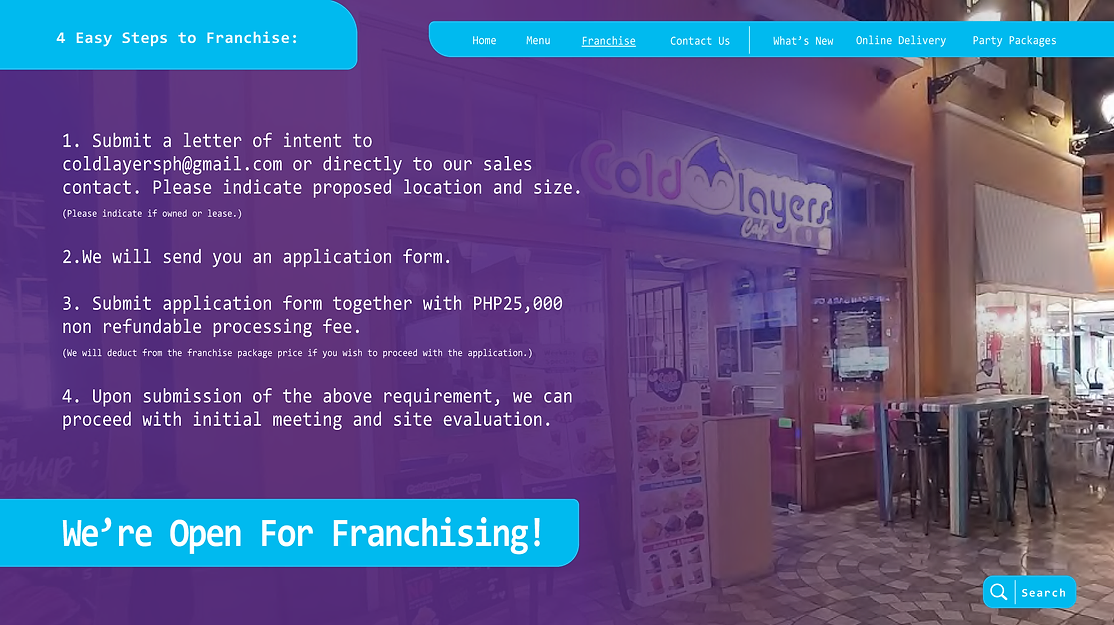 4 Easy Steps to Franchise:
Home Menu Franchise Contact Us What's New Online Delivery Party Packages
1. Submit a letter of intent to
coldlayersph@gmail.com or directly to our sales
contact. Please indicate proposed location and size.
(Please indicate if owned or lease.)
2.We will send you an application form.
3. Submit application form together with PHP25,000
non refundable processing fee.
(We will deduct from the franchise package price if you wish to proceed with the application.)
4. Upon submission of the above requirement, we can
proceed with initial meeting and site evaluation.
Cold layers
Cafe
We're Open For Franchising!
Search